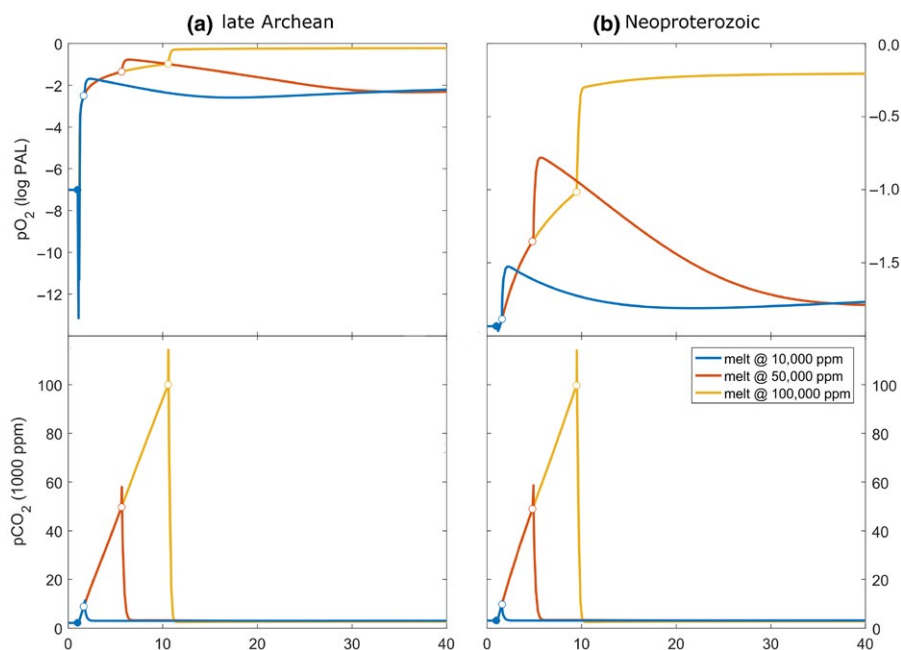 (a) late Archean
(b) Neoproterozoic
pO2 (log PAL)
0
−2
−4
−6
−8
−10
−12
0.0
−0.5
−1.0
−1.5
pCO2 (1000 ppm)
100
80
60
40
20
0
melt @ 10,000 ppm
melt @ 50,000 ppm
melt @ 100,000 ppm
100
80
60
40
20
0
0 10 20 30 40
0 10 20 30 40